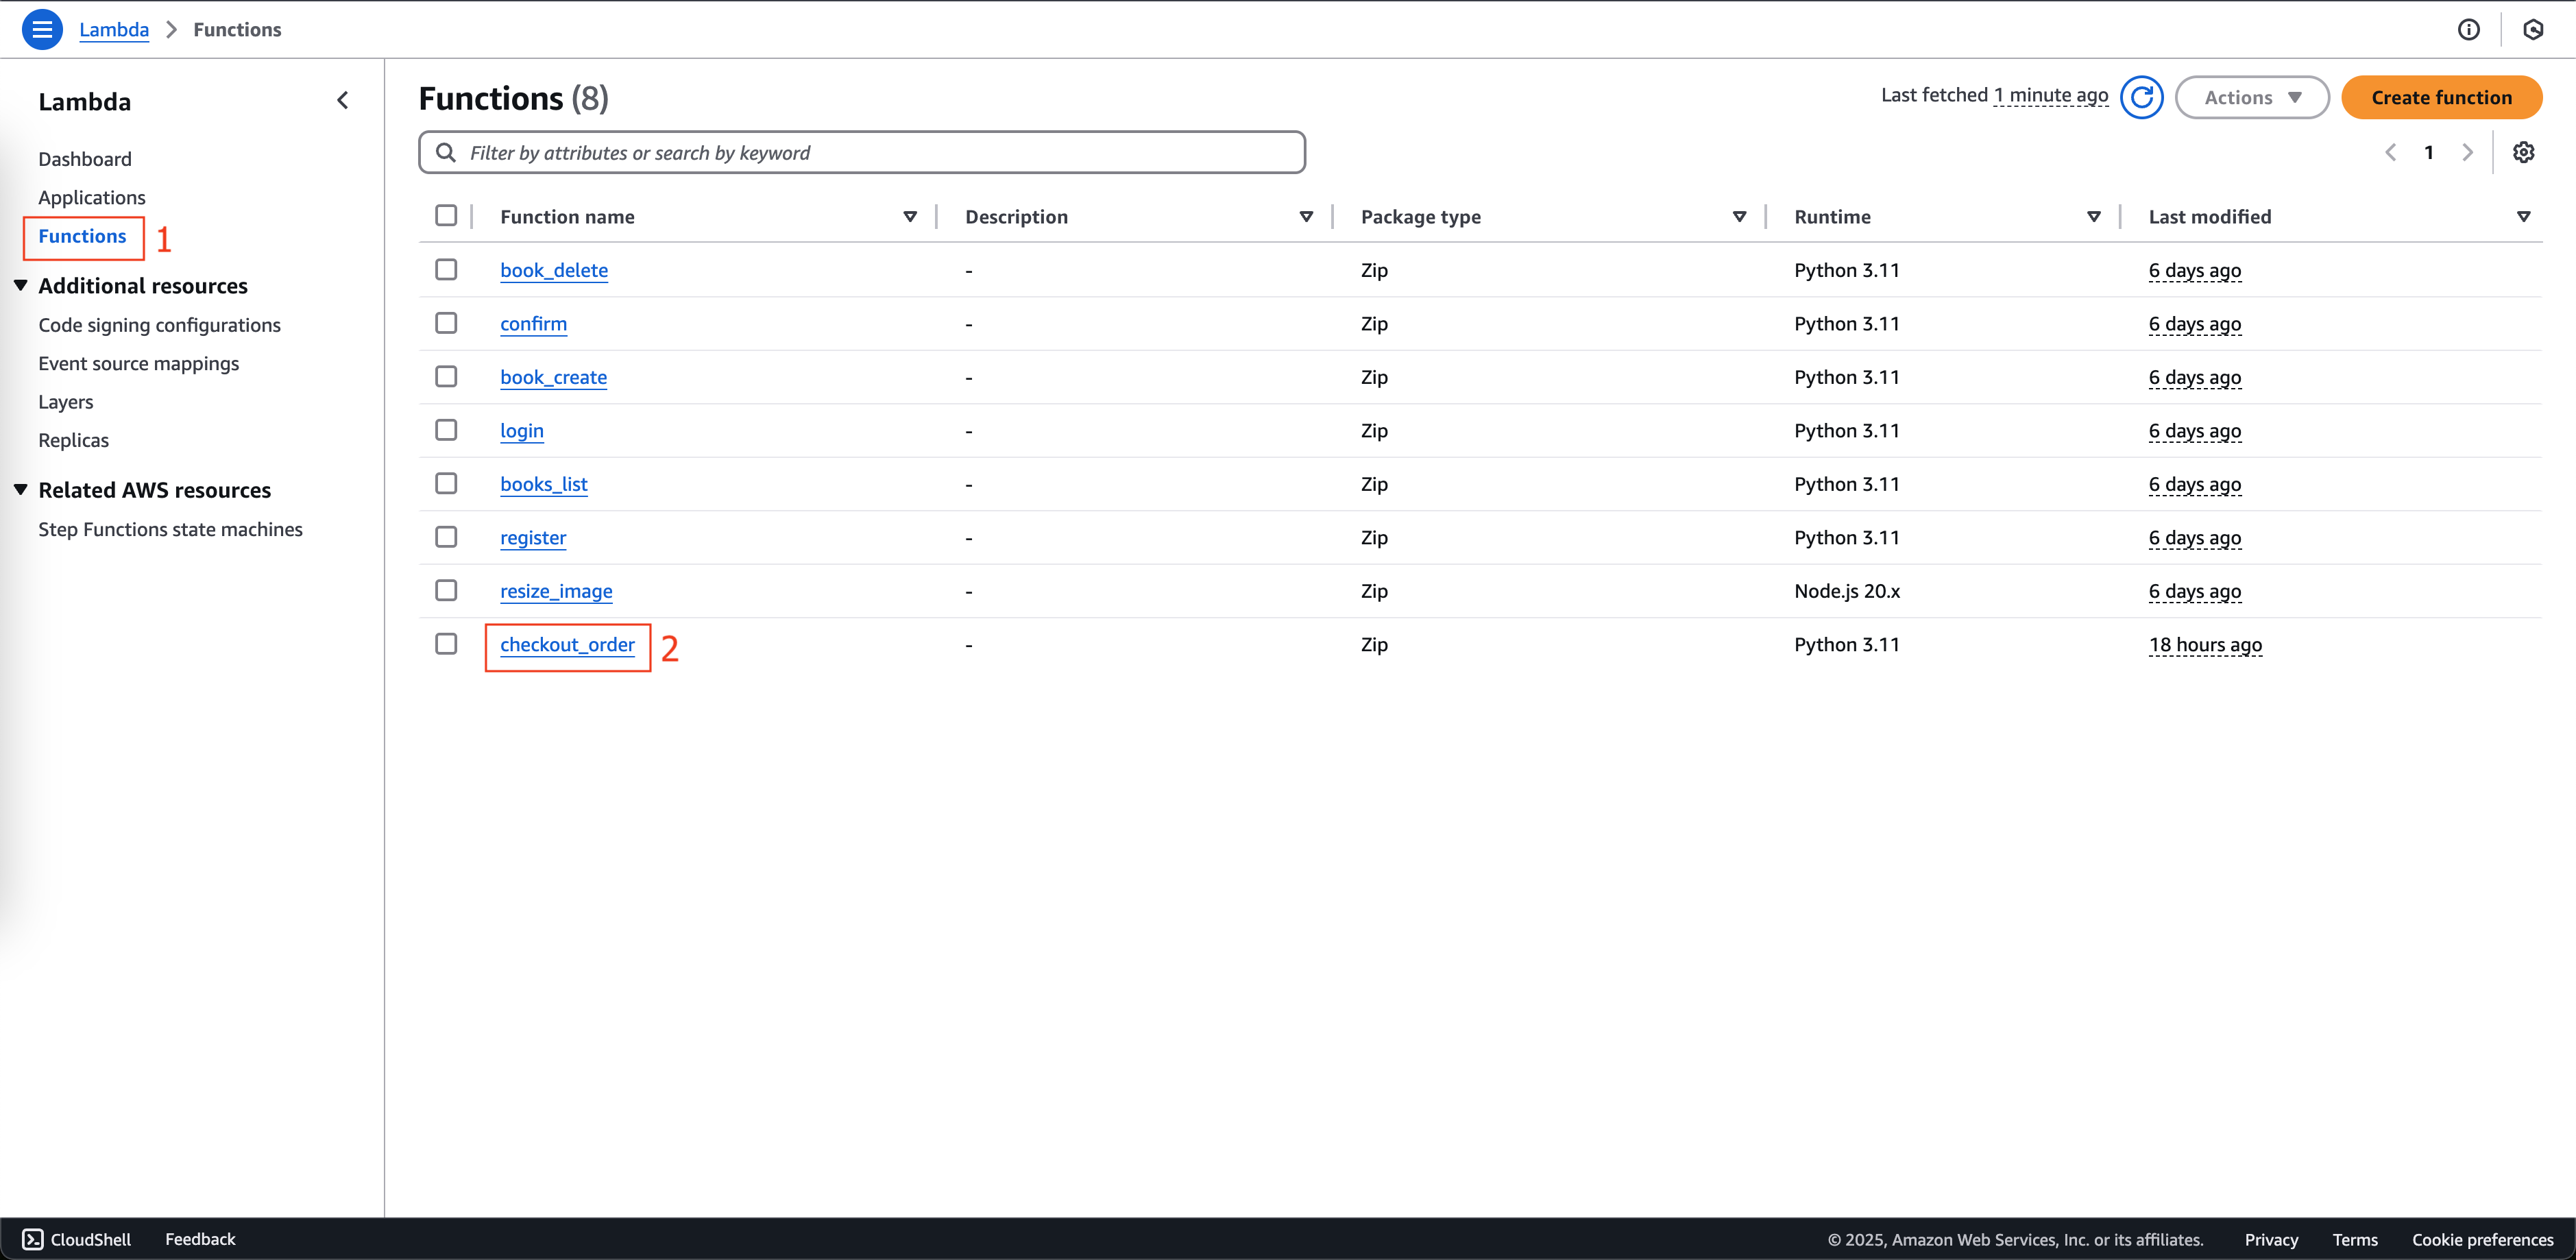 Lambda > Functions
Lambda
Dashboard
Applications
Functions 1
Additional resources
Code signing configurations
Event source mappings
Layers
Replicas
Related AWS resources
Step Functions state machines
Functions (8)
Last fetched 1 minute ago
Actions
Create function
Filter by attributes or search by keyword
1
Function name Description Package type Runtime Last modified
book_delete - Zip Python 3.11 6 days ago
confirm - Zip Python 3.11 6 days ago
book_create - Zip Python 3.11 6 days ago
login - Zip Python 3.11 6 days ago
books_list - Zip Python 3.11 6 days ago
register - Zip Python 3.11 6 days ago
resize_image - Zip Node.js 20.x 6 days ago
checkout_order 2 - Zip Python 3.11 18 hours ago
CloudShell Feedback © 2025, Amazon Web Services, Inc. or its affiliates. Privacy Terms Cookie preferences